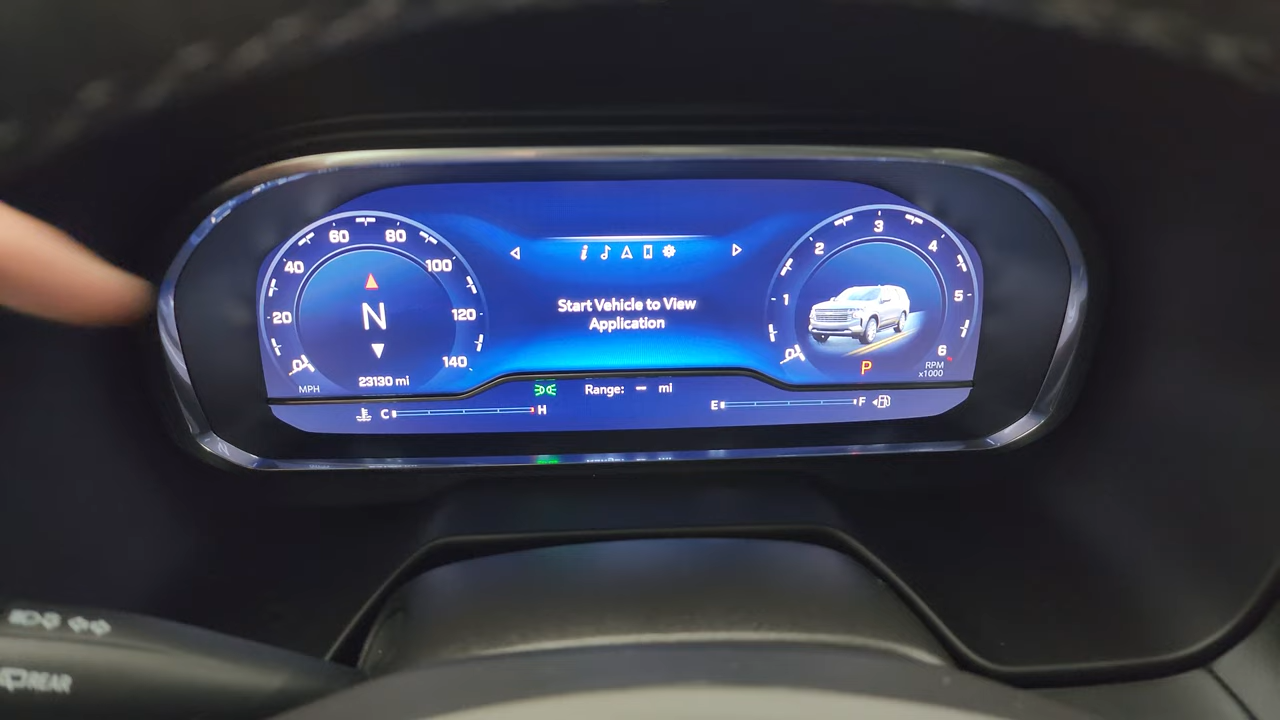 60 80
40 100
20 120
140
MPH
N
23130 mi
i
Start Vehicle to View
Application
Range: – mi
C H
E F
3
2 4
1 5
0 6
P
RPM
x1000
REAR